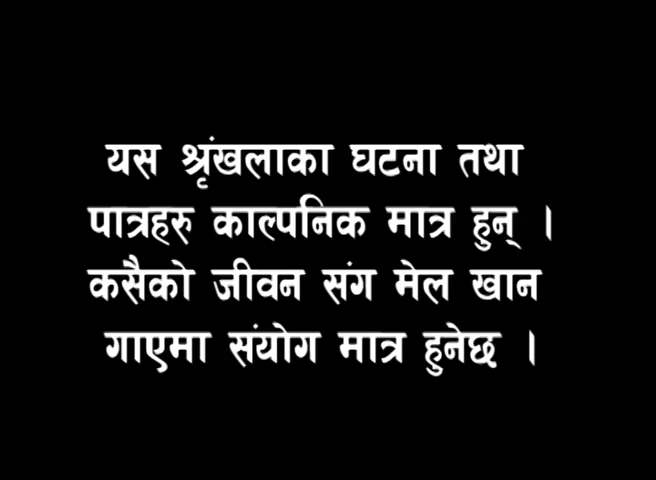 यस श्रृंखलाका घटना तथा
पात्रहरु काल्पनिक मात्र हुन् ।
कसैको जीवन संग मेल खान
गाएमा संयोग मात्र हुनेछ ।